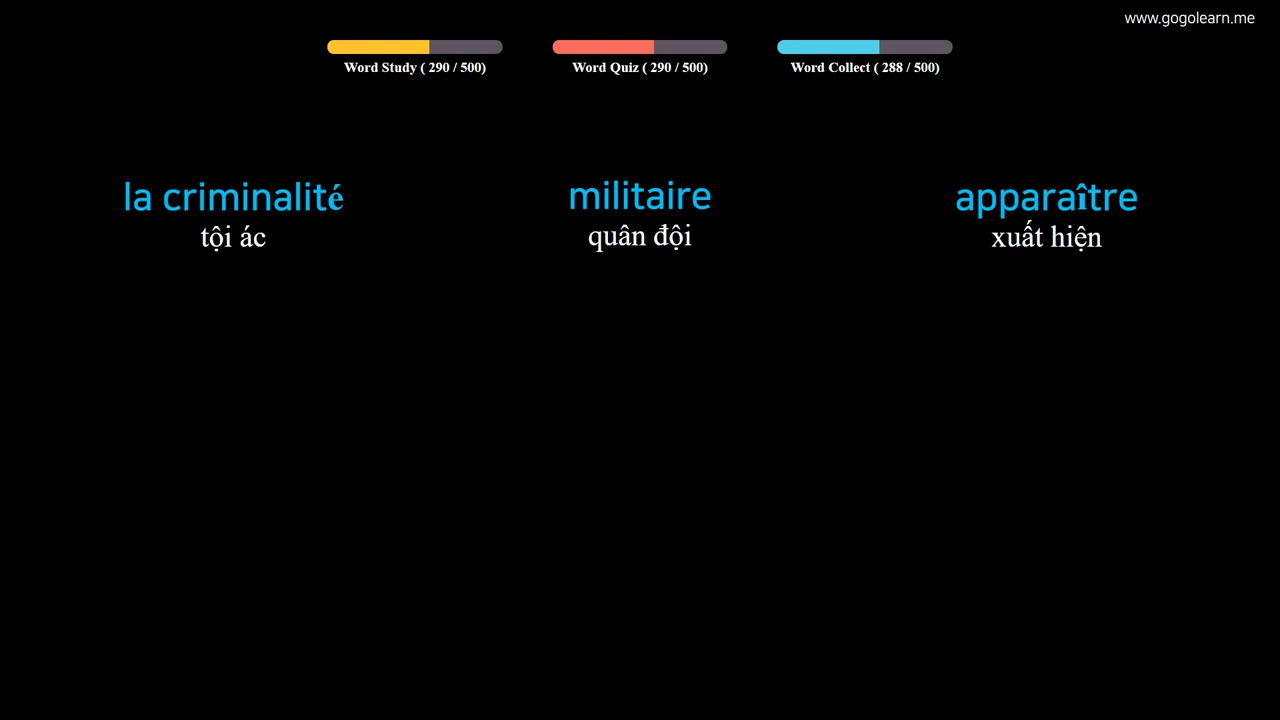 www.gogolearn.me
Word Study ( 290 / 500)
Word Quiz ( 290 / 500)
Word Collect ( 288 / 500)
la criminalité
tội ác
militaire
quân đội
apparaître
xuất hiện